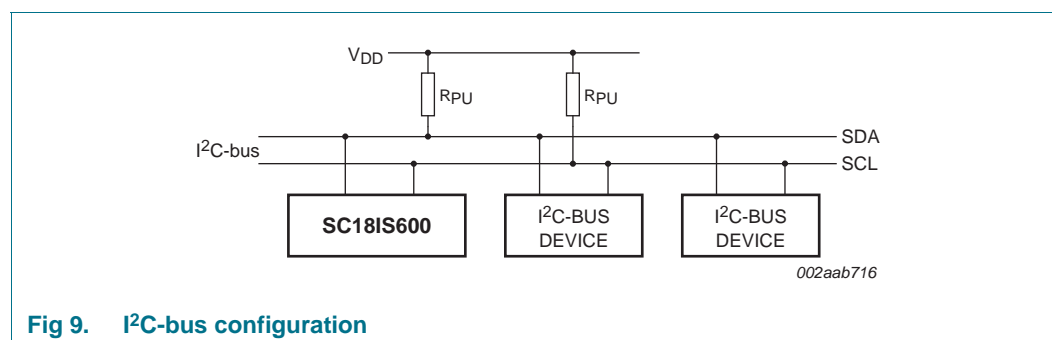 VDD
RPU RPU
SDA
I2C-bus
SCL
SC18IS600
I2C-BUS
DEVICE
I2C-BUS
DEVICE
002aab716
Fig 9. I2C-bus configuration